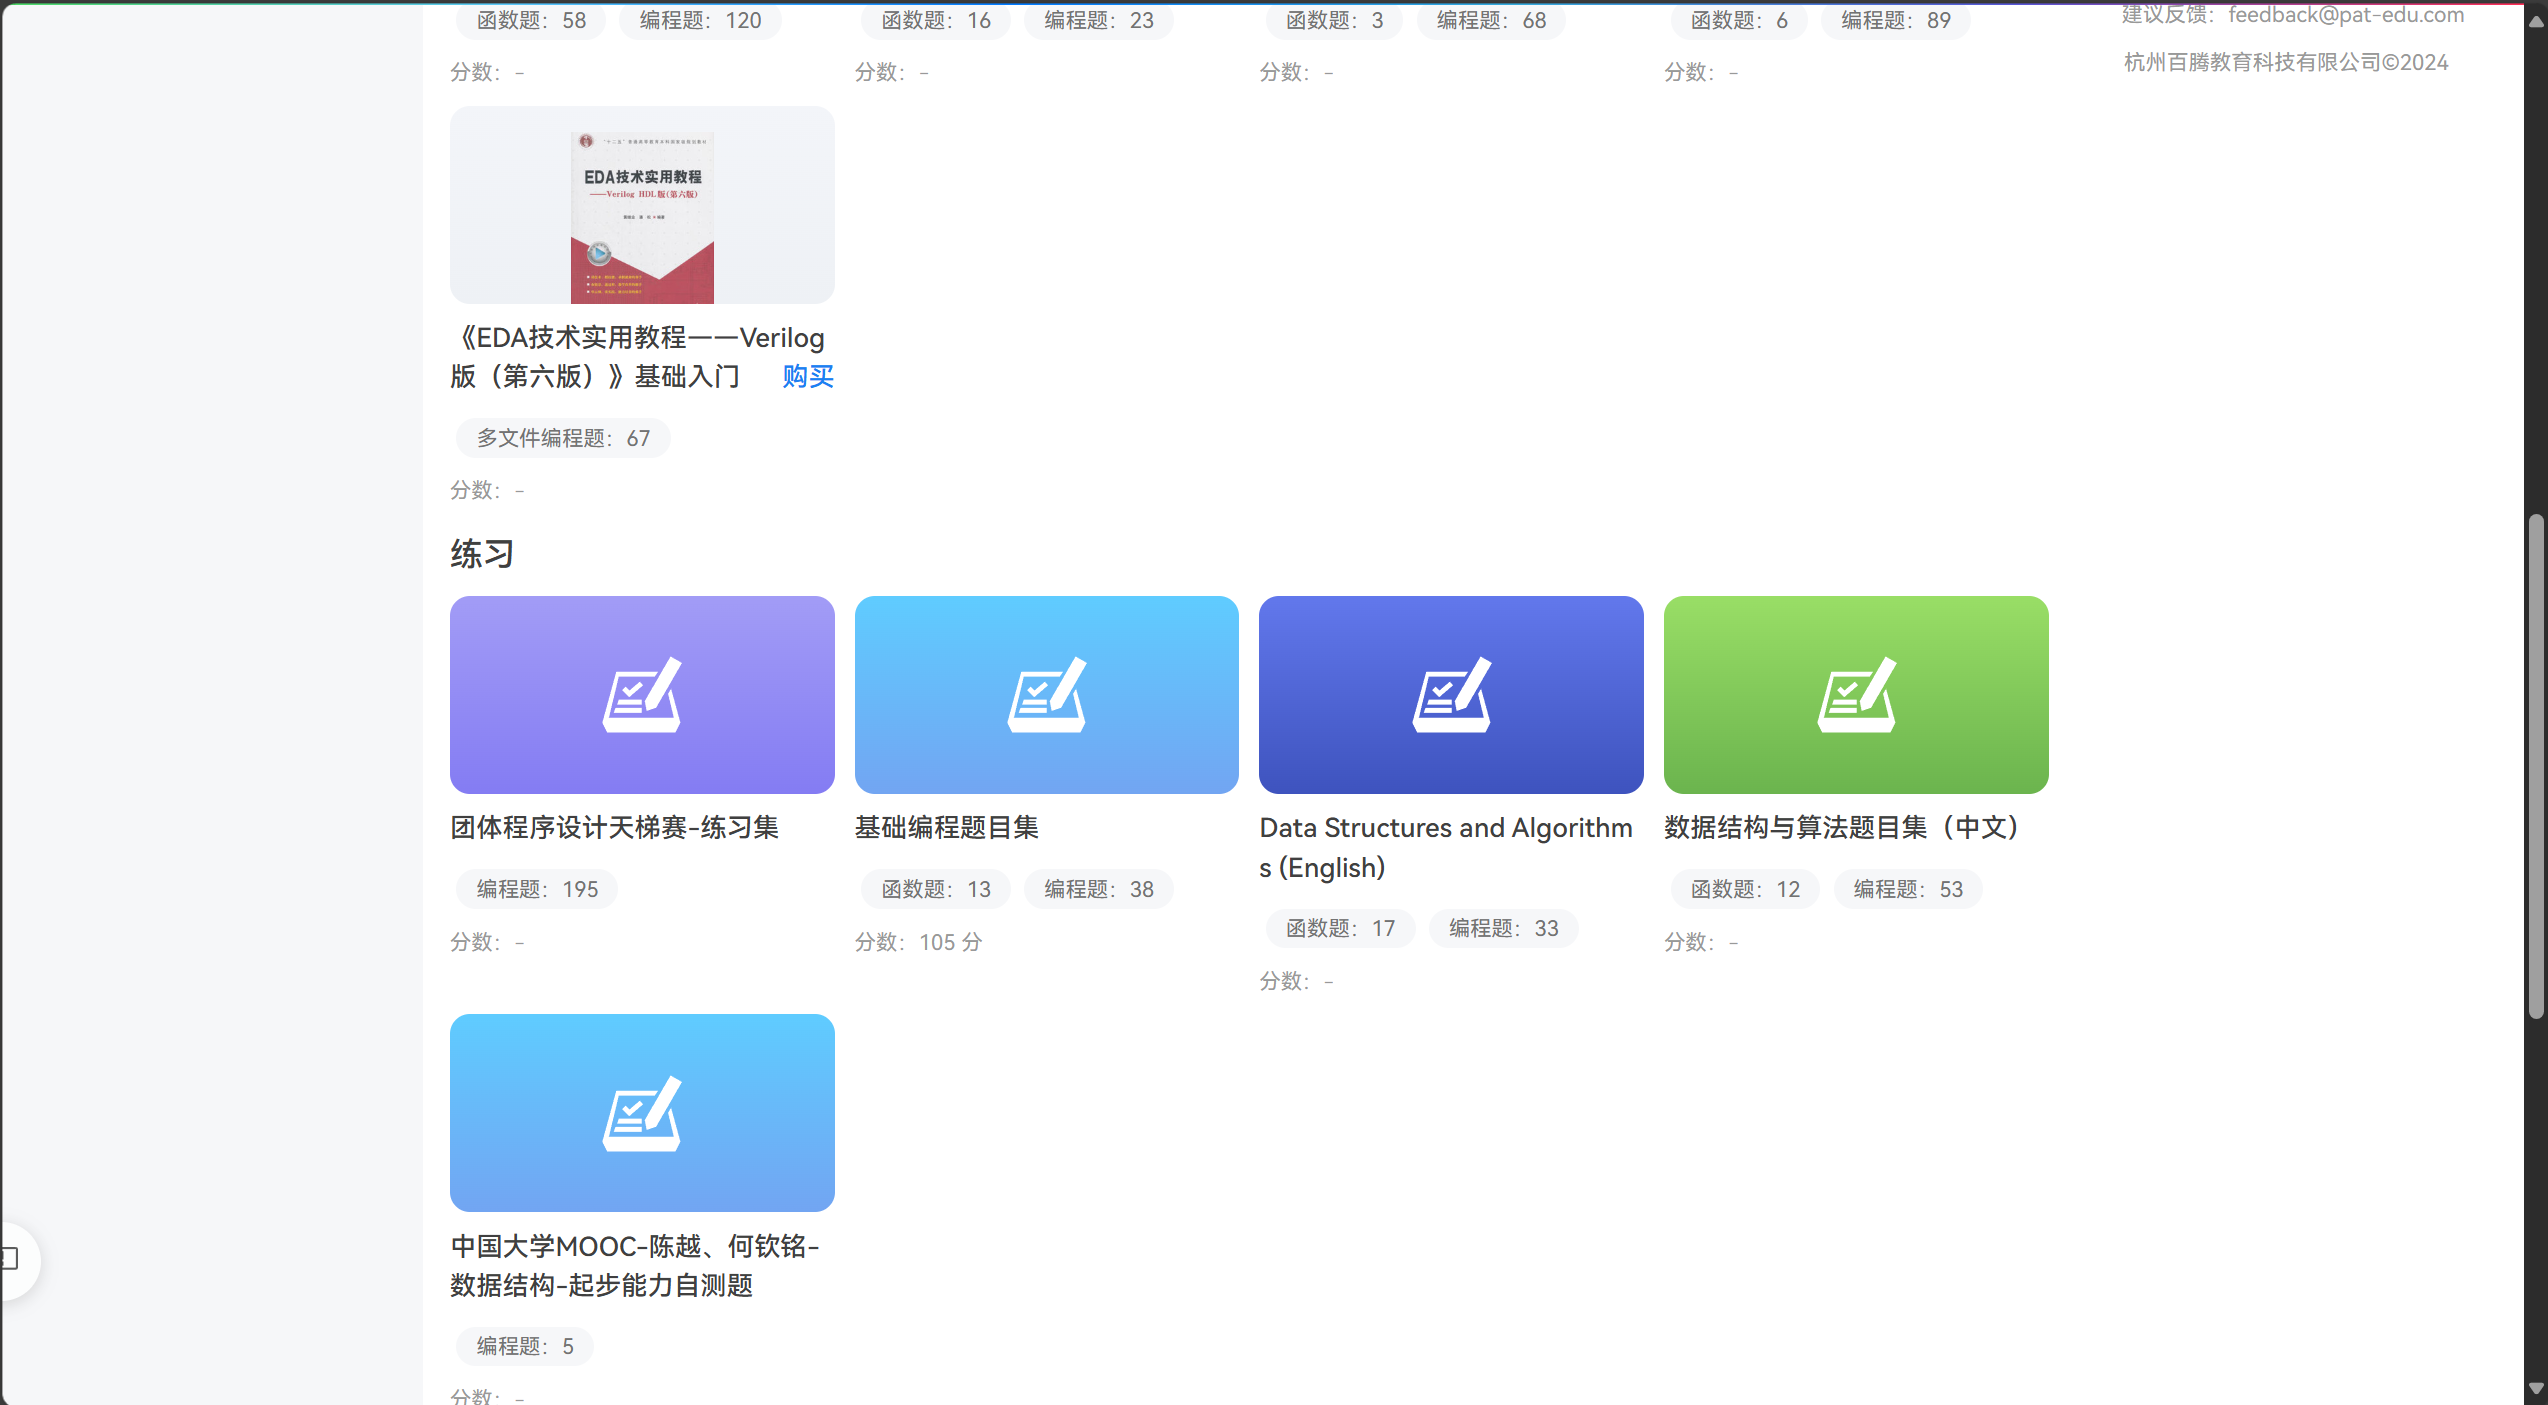 函数题：58 编程题：120 函数题：16 编程题：23 函数题：3 编程题：68 函数题：6 编程题：89
分数：- 分数：- 分数：- 分数：-
建议反馈：feedback@pat-edu.com
杭州百腾教育科技有限公司©2024
EDA技术实用教程
——Verilog HDL版(第六版)
《EDA技术实用教程——Verilog
版（第六版）》基础入门 购买
多文件编程题：67
分数：-
练习
团体程序设计天梯赛-练习集
编程题：195
分数：-
基础编程题目集
函数题：13 编程题：38
分数：105 分
Data Structures and Algorithm
s (English)
函数题：17 编程题：33
分数：-
数据结构与算法题目集（中文）
函数题：12 编程题：53
分数：-
中国大学MOOC-陈越、何钦铭-
数据结构-起步能力自测题
编程题：5
分数：-